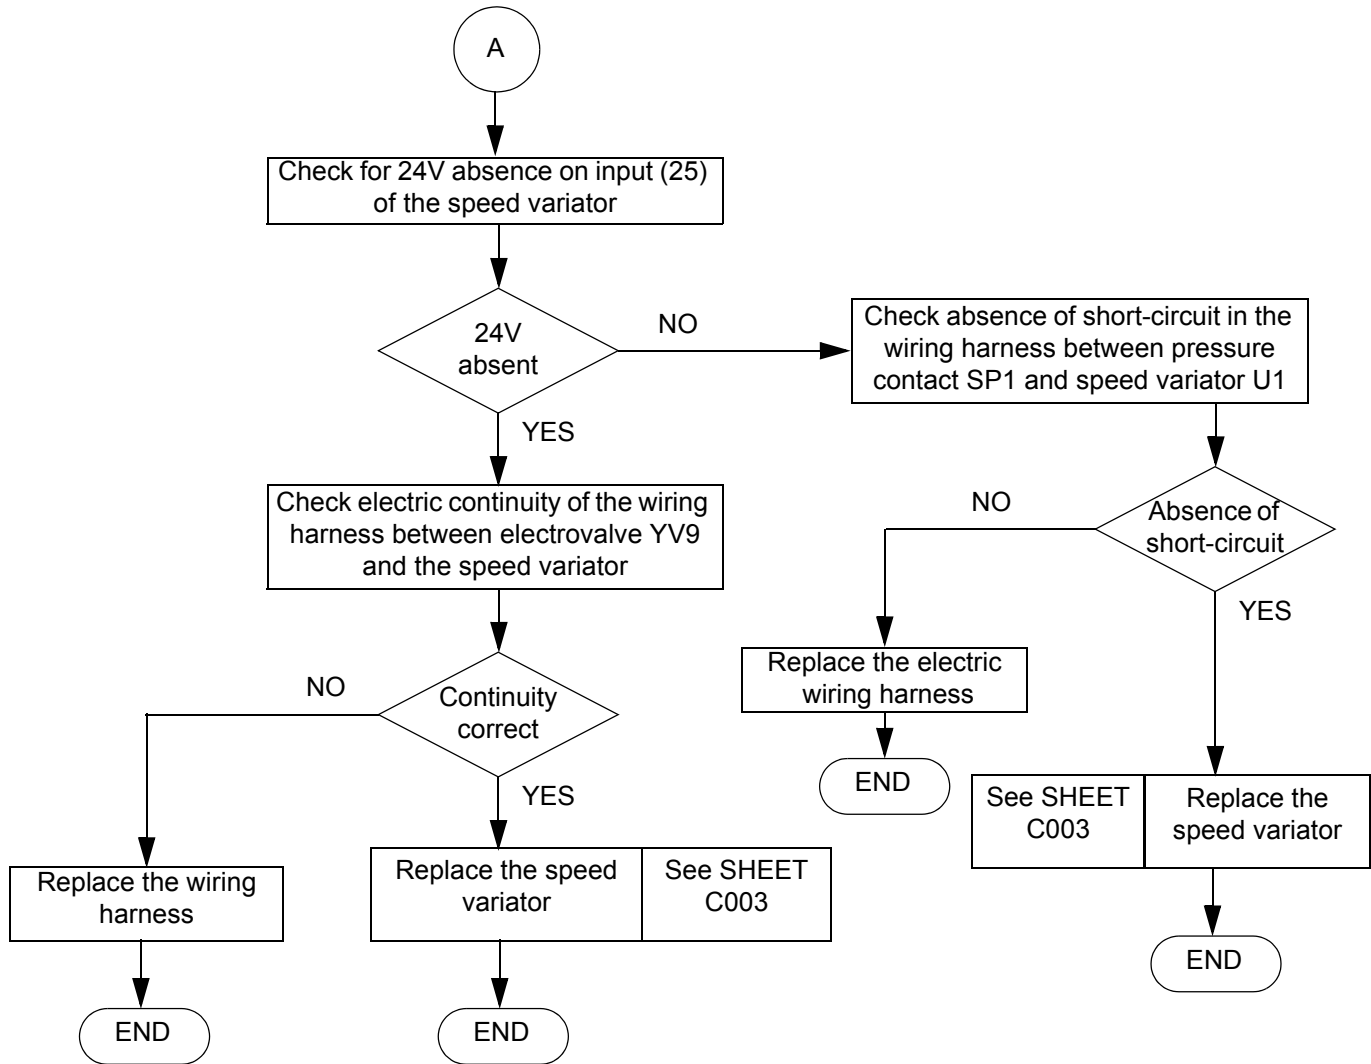 A
Check for 24V absence on input (25)
of the speed variator
24V
absent
NO
YES
Check absence of short-circuit in the
wiring harness between pressure
contact SP1 and speed variator U1
Check electric continuity of the wiring
harness between electrovalve YV9
and the speed variator
NO
Absence of
short-circuit
YES
Replace the electric
wiring harness
END
NO
Continuity
correct
YES
See SHEET
C003
Replace the
speed variator
END
Replace the wiring
harness
END
Replace the speed
variator
See SHEET
C003
END